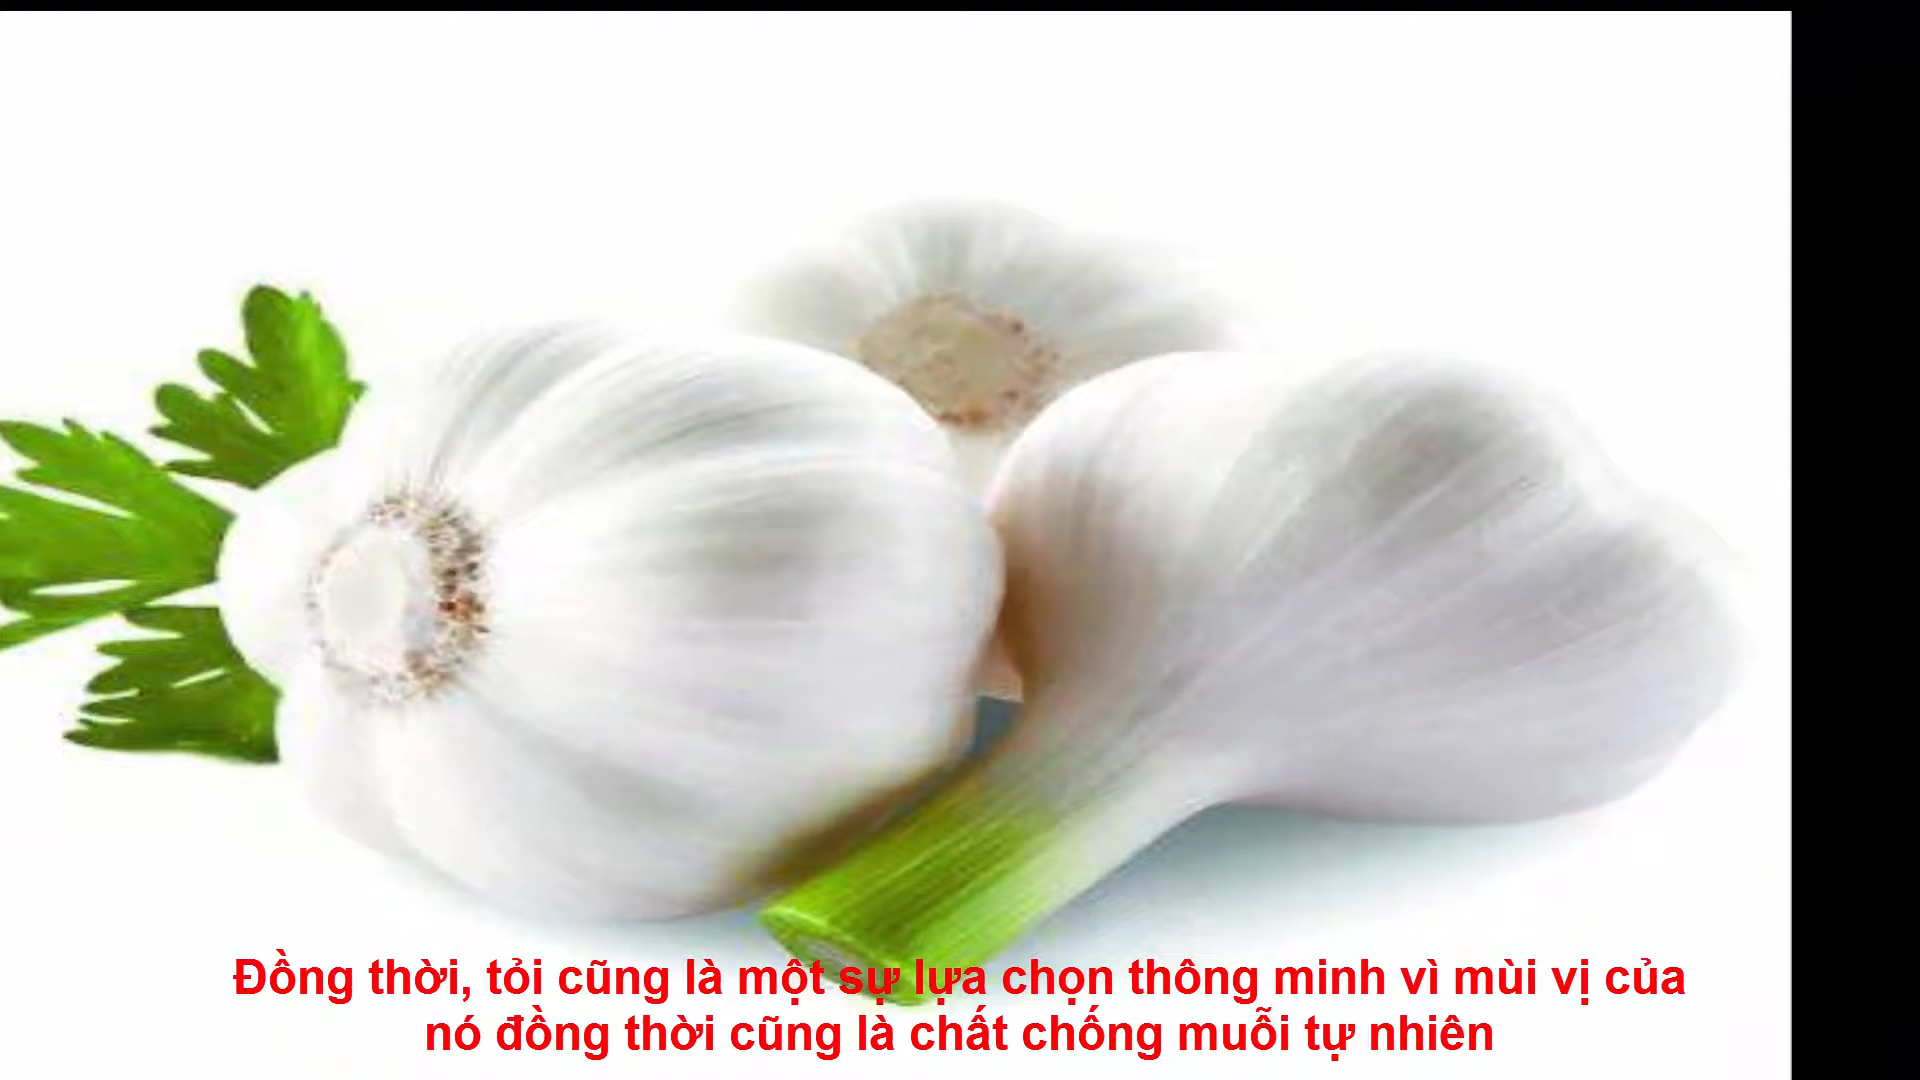 Đồng thời, tỏi cũng là một sự lựa chọn thông minh vì mùi vị của
nó đồng thời cũng là chất chống muỗi tự nhiên